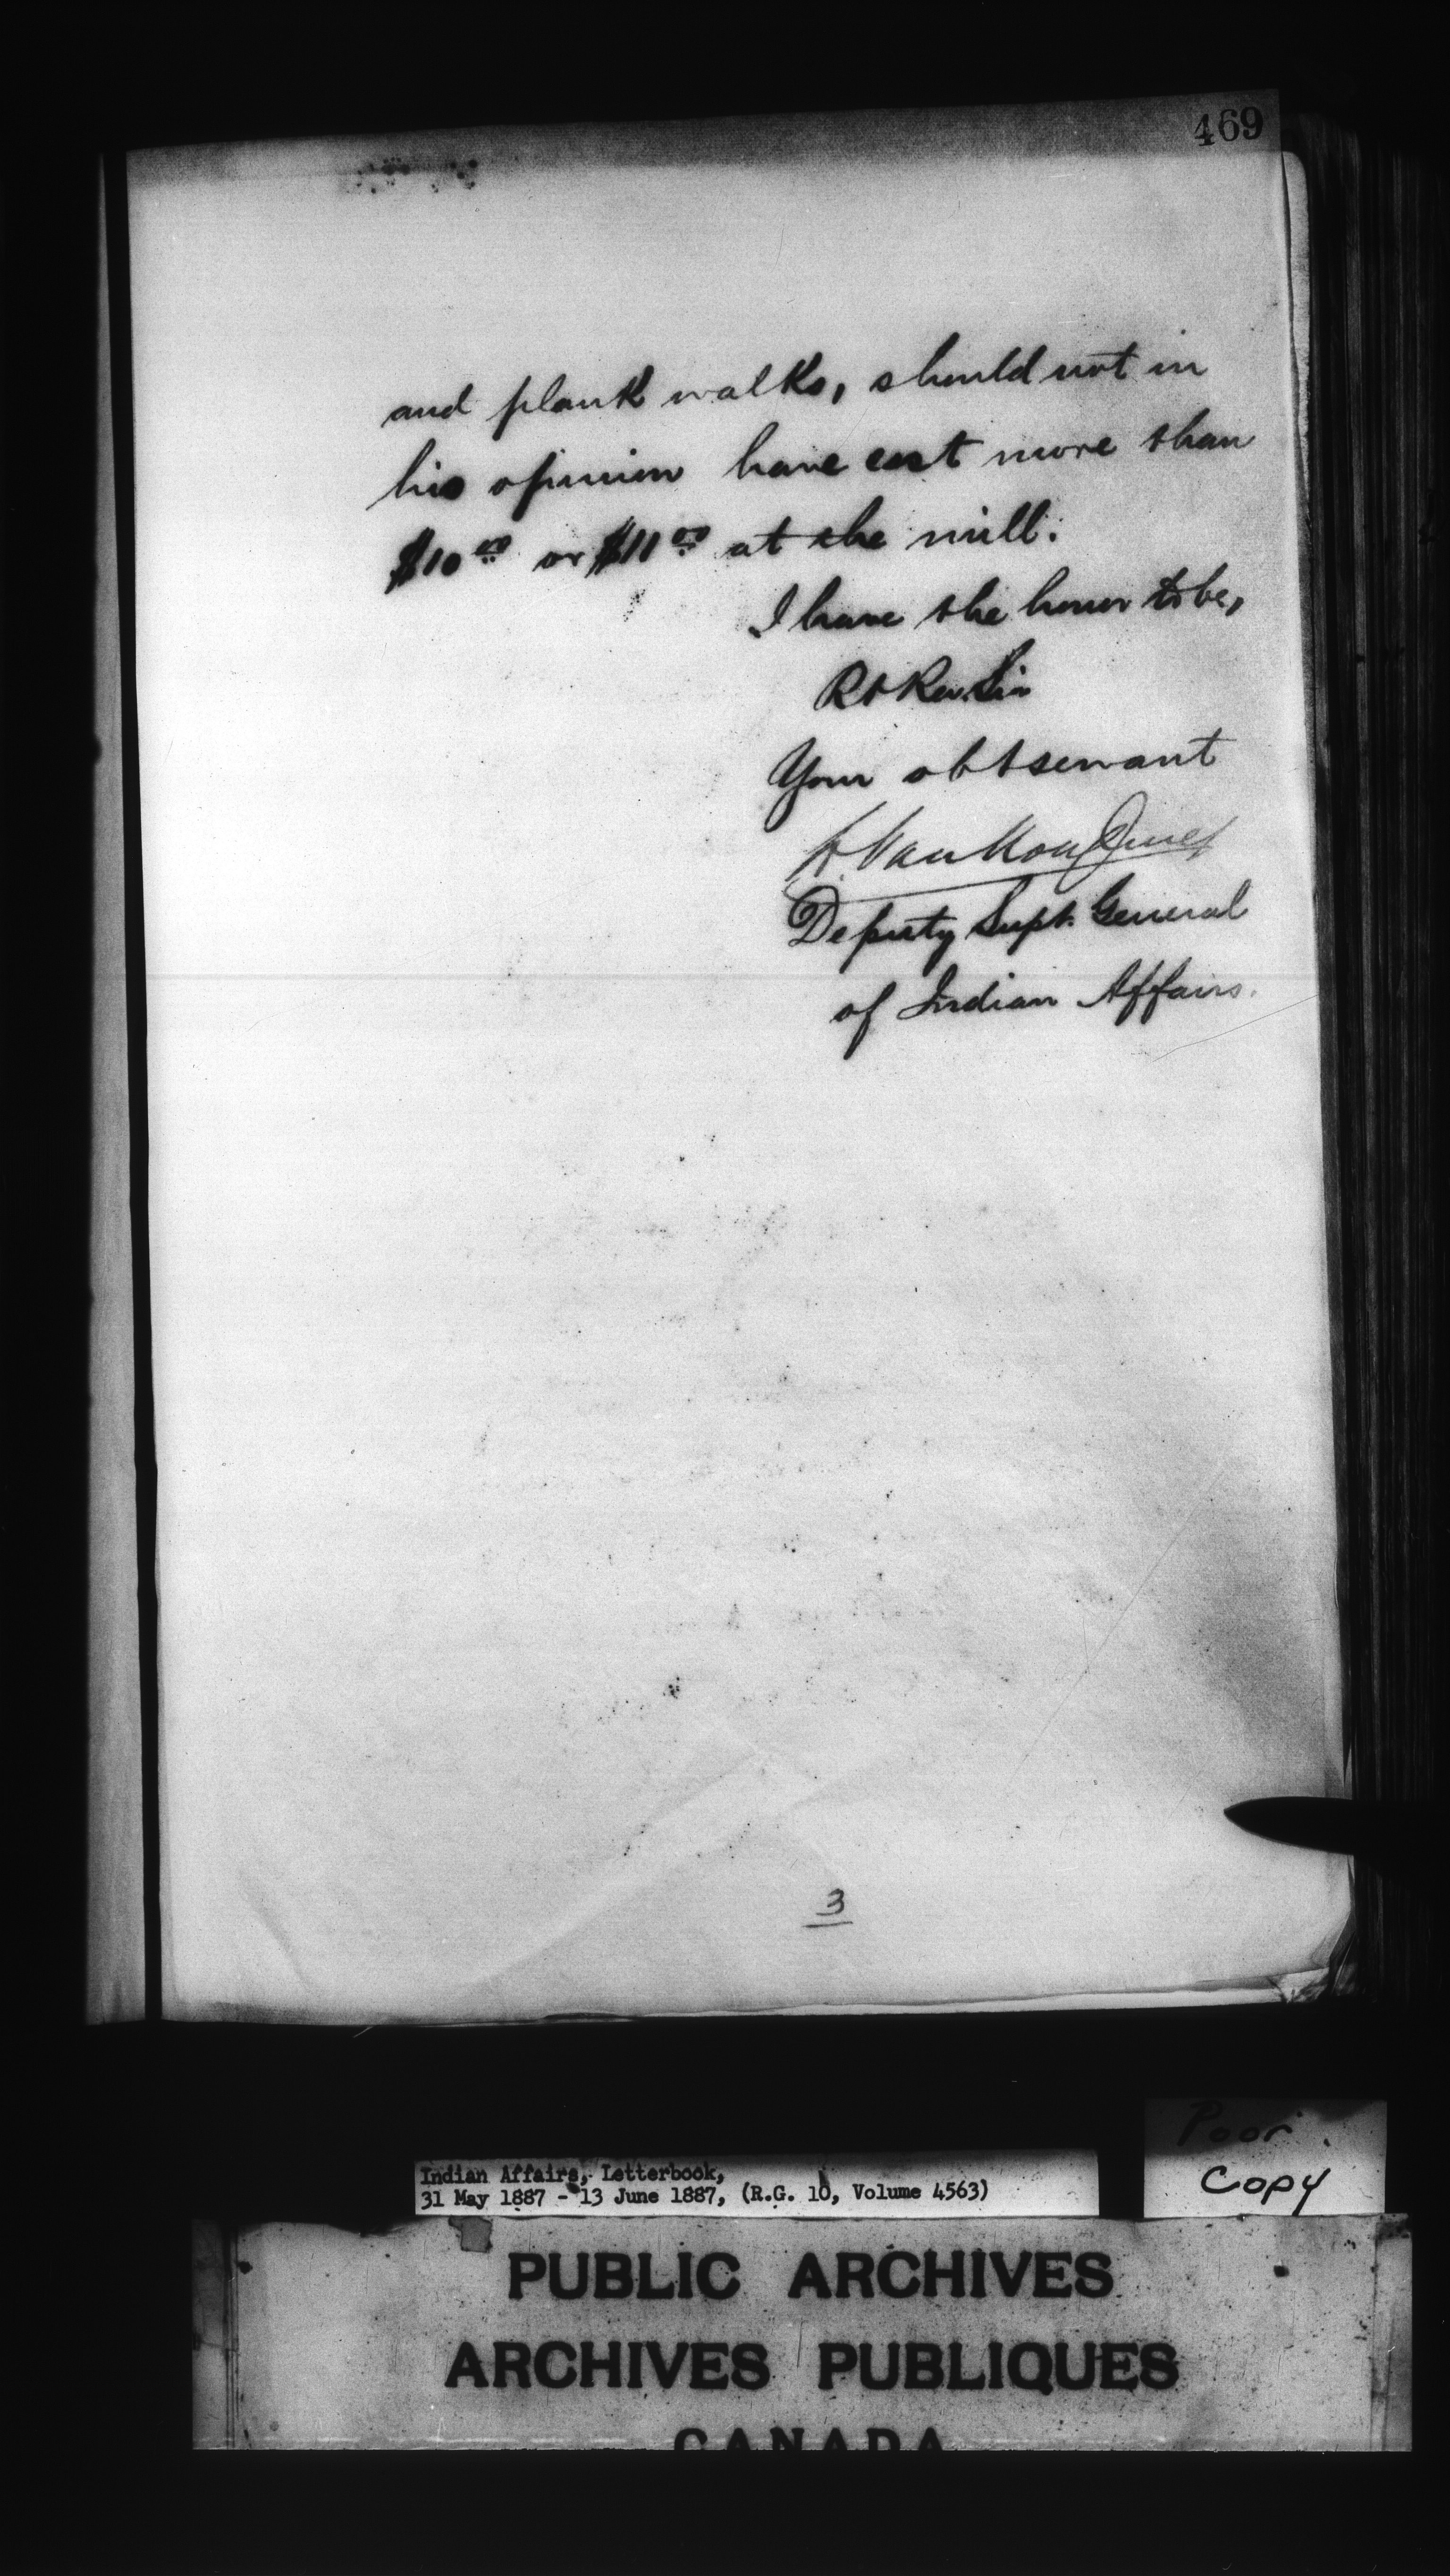 469
and plank walks, should not in
his opinion have cost more than
$10.00 or $11.00 at the mill.
I have the honor to be,
Rt Rev. Sir
Your obt servant
L. VanKoughnet
Deputy Supt. General
of Indian Affairs.
3
Poor
Copy
Indian Affairs, Letterbook,
31 May 1887 - 13 June 1887, (R.G. 10, Volume 4563)
PUBLIC ARCHIVES
ARCHIVES PUBLIQUES
CANADA